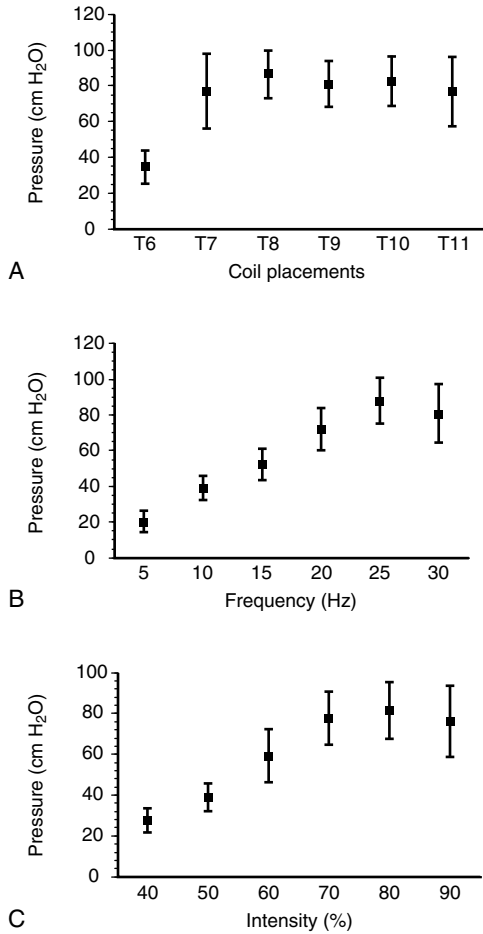 120
100
80
60
40
20
0
Pressure (cm H₂O)
T6 T7 T8 T9 T10 T11
A
Coil placements
120
100
80
60
40
20
0
Pressure (cm H₂O)
5 10 15 20 25 30
B
Frequency (Hz)
100
80
60
40
20
0
Pressure (cm H₂O)
40 50 60 70 80 90
C
Intensity (%)